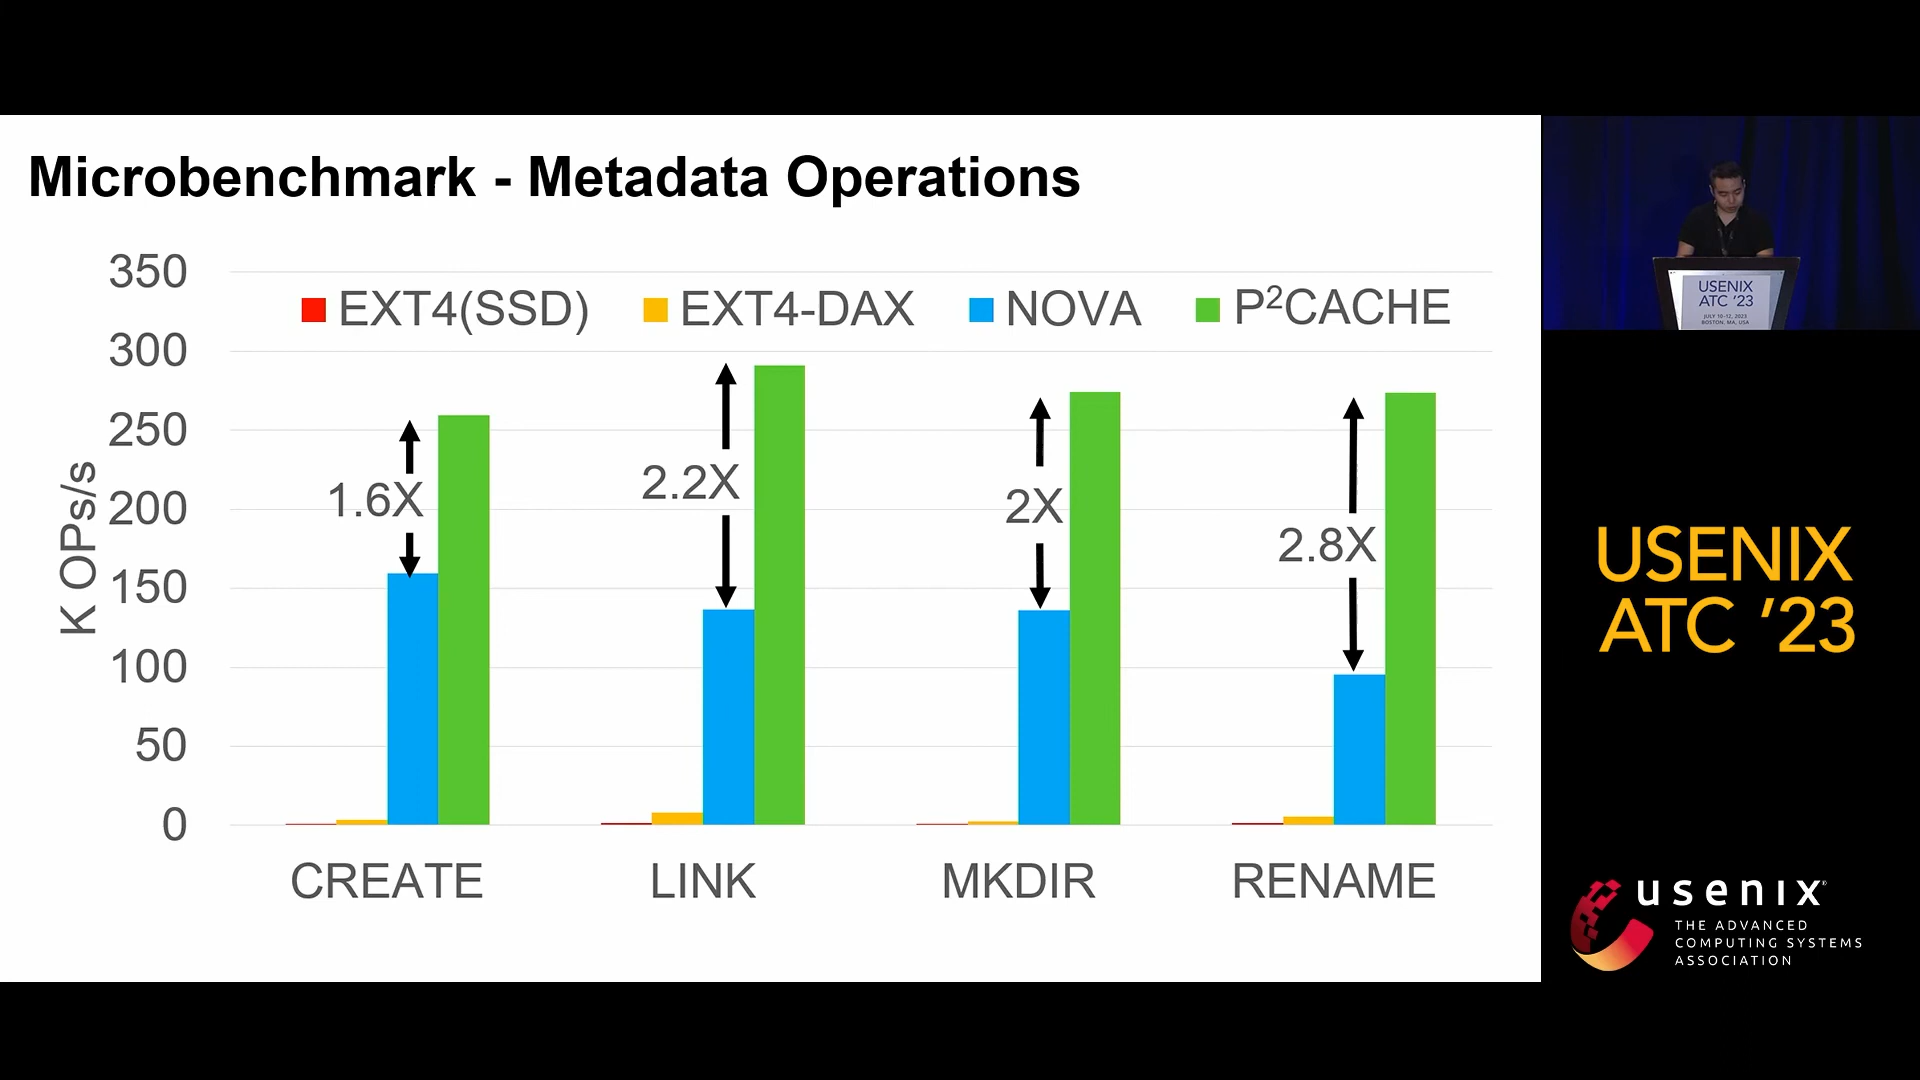 Microbenchmark - Metadata Operations
350
300
250
200
150
100
50
0
K OPs/s
EXT4(SSD) EXT4-DAX NOVA P²CACHE
1.6X
2.2X
2X
2.8X
CREATE LINK MKDIR RENAME
USENIX
ATC '23
JULY 10-12, 2023
BOSTON, MA, USA
USENIX
ATC '23
usenix®
THE ADVANCED
COMPUTING SYSTEMS
ASSOCIATION